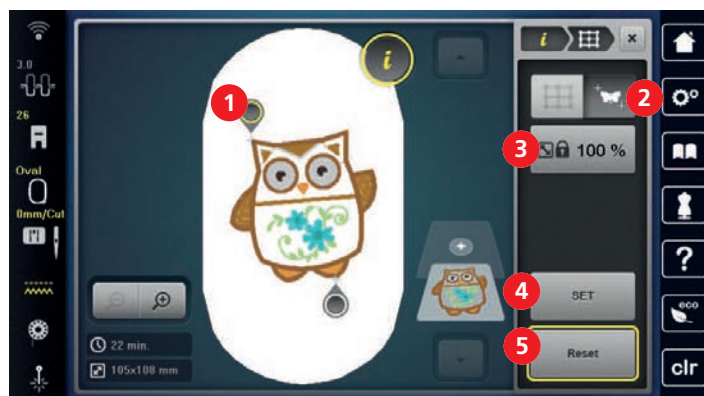 3.0
26
Oval
0mm/Cut
i
1
22 min.
105x108 mm
i
2
3
100 %
4
SET
5
Reset
?
eco
clr